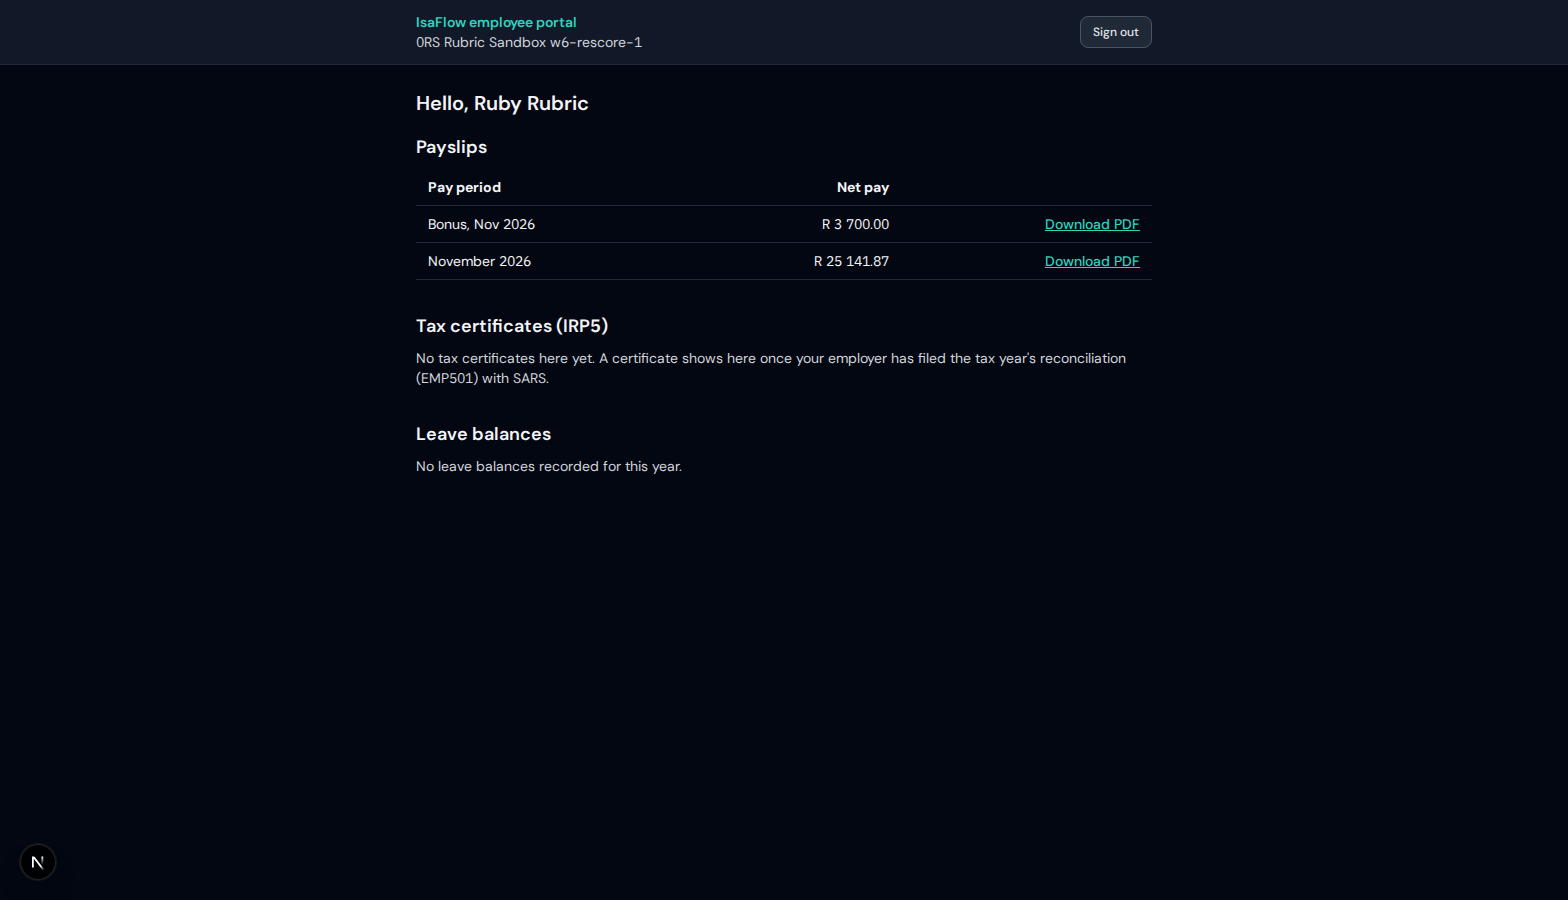 IsaFlow employee portal
0RS Rubric Sandbox w6-rescore-1
Sign out
Hello, Ruby Rubric
Payslips
Pay period Net pay
Bonus, Nov 2026 R 3 700.00 Download PDF
November 2026 R 25 141.87 Download PDF
Tax certificates (IRP5)
No tax certificates here yet. A certificate shows here once your employer has filed the tax year's reconciliation
(EMP501) with SARS.
Leave balances
No leave balances recorded for this year.
N